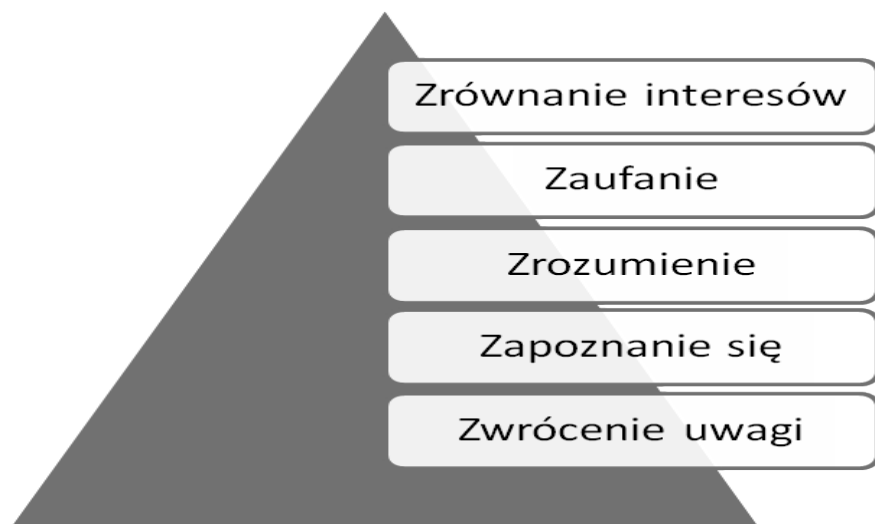 Zrównanie interesów
Zaufanie
Zrozumienie
Zapoznanie się
Zwrócenie uwagi